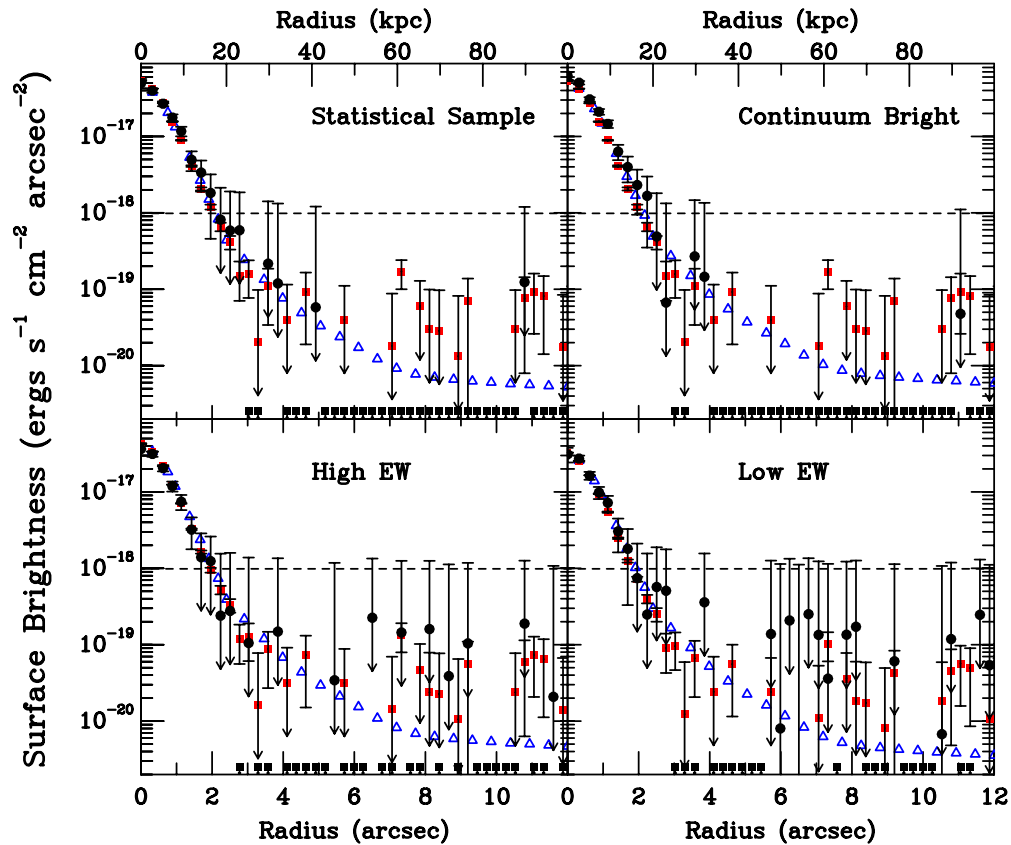 Radius (kpc) Radius (kpc)
0 20 40 60 80 0 20 40 60 80
Statistical Sample Continuum Bright
10⁻¹⁷
10⁻¹⁸
10⁻¹⁹
10⁻²⁰
Surface Brightness (ergs s⁻¹ cm⁻² arcsec⁻²)
High EW Low EW
10⁻¹⁷
10⁻¹⁸
10⁻¹⁹
10⁻²⁰
0 2 4 6 8 10 0 2 4 6 8 10 12
Radius (arcsec) Radius (arcsec)